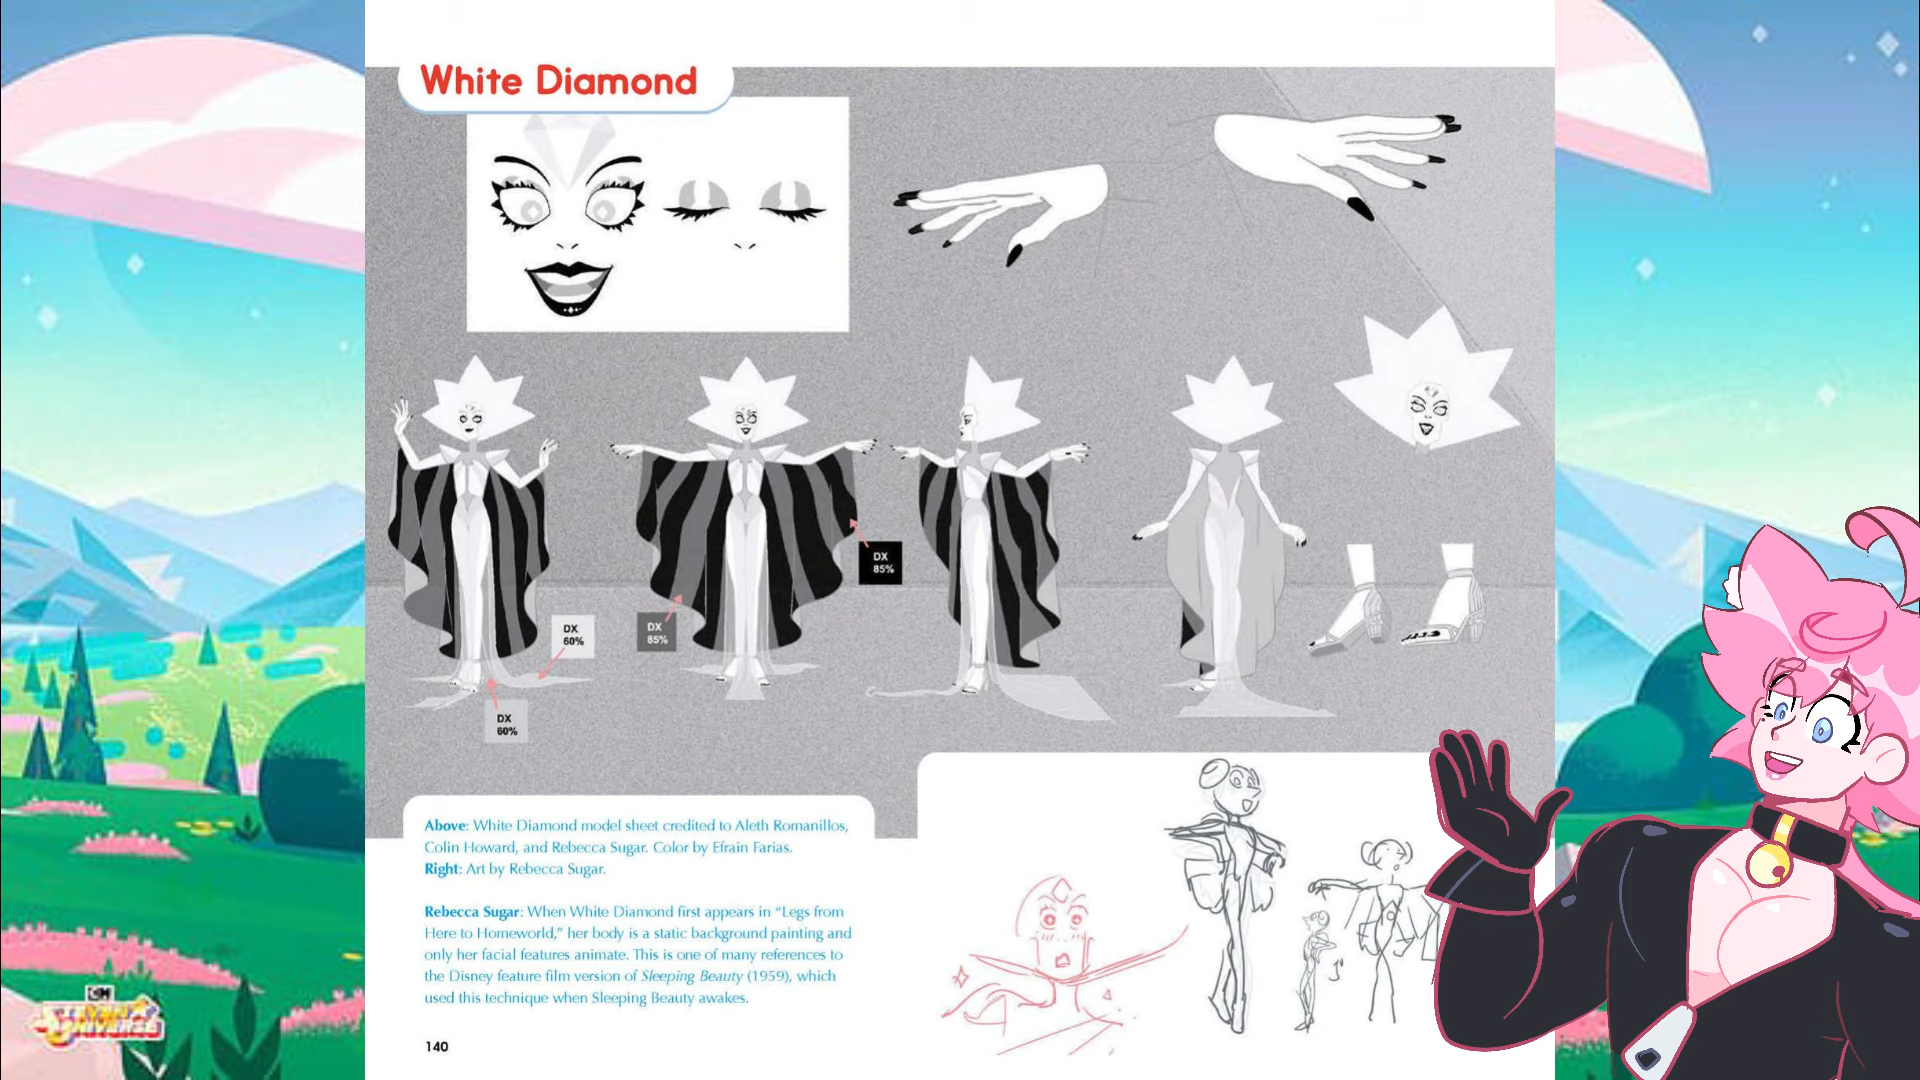 White Diamond
DX
85%
DX
60%
DX
85%
DX
60%
Above: White Diamond model sheet credited to Aleth Romanillos,
Colin Howard, and Rebecca Sugar. Color by Efrain Farias.
Right: Art by Rebecca Sugar.
Rebecca Sugar: When White Diamond first appears in “Legs from
Here to Homeworld,” her body is a static background painting and
only her facial features animate. This is one of many references to
the Disney feature film version of Sleeping Beauty (1959), which
used this technique when Sleeping Beauty awakes.
140
CN
STEVEN
UNIVERSE